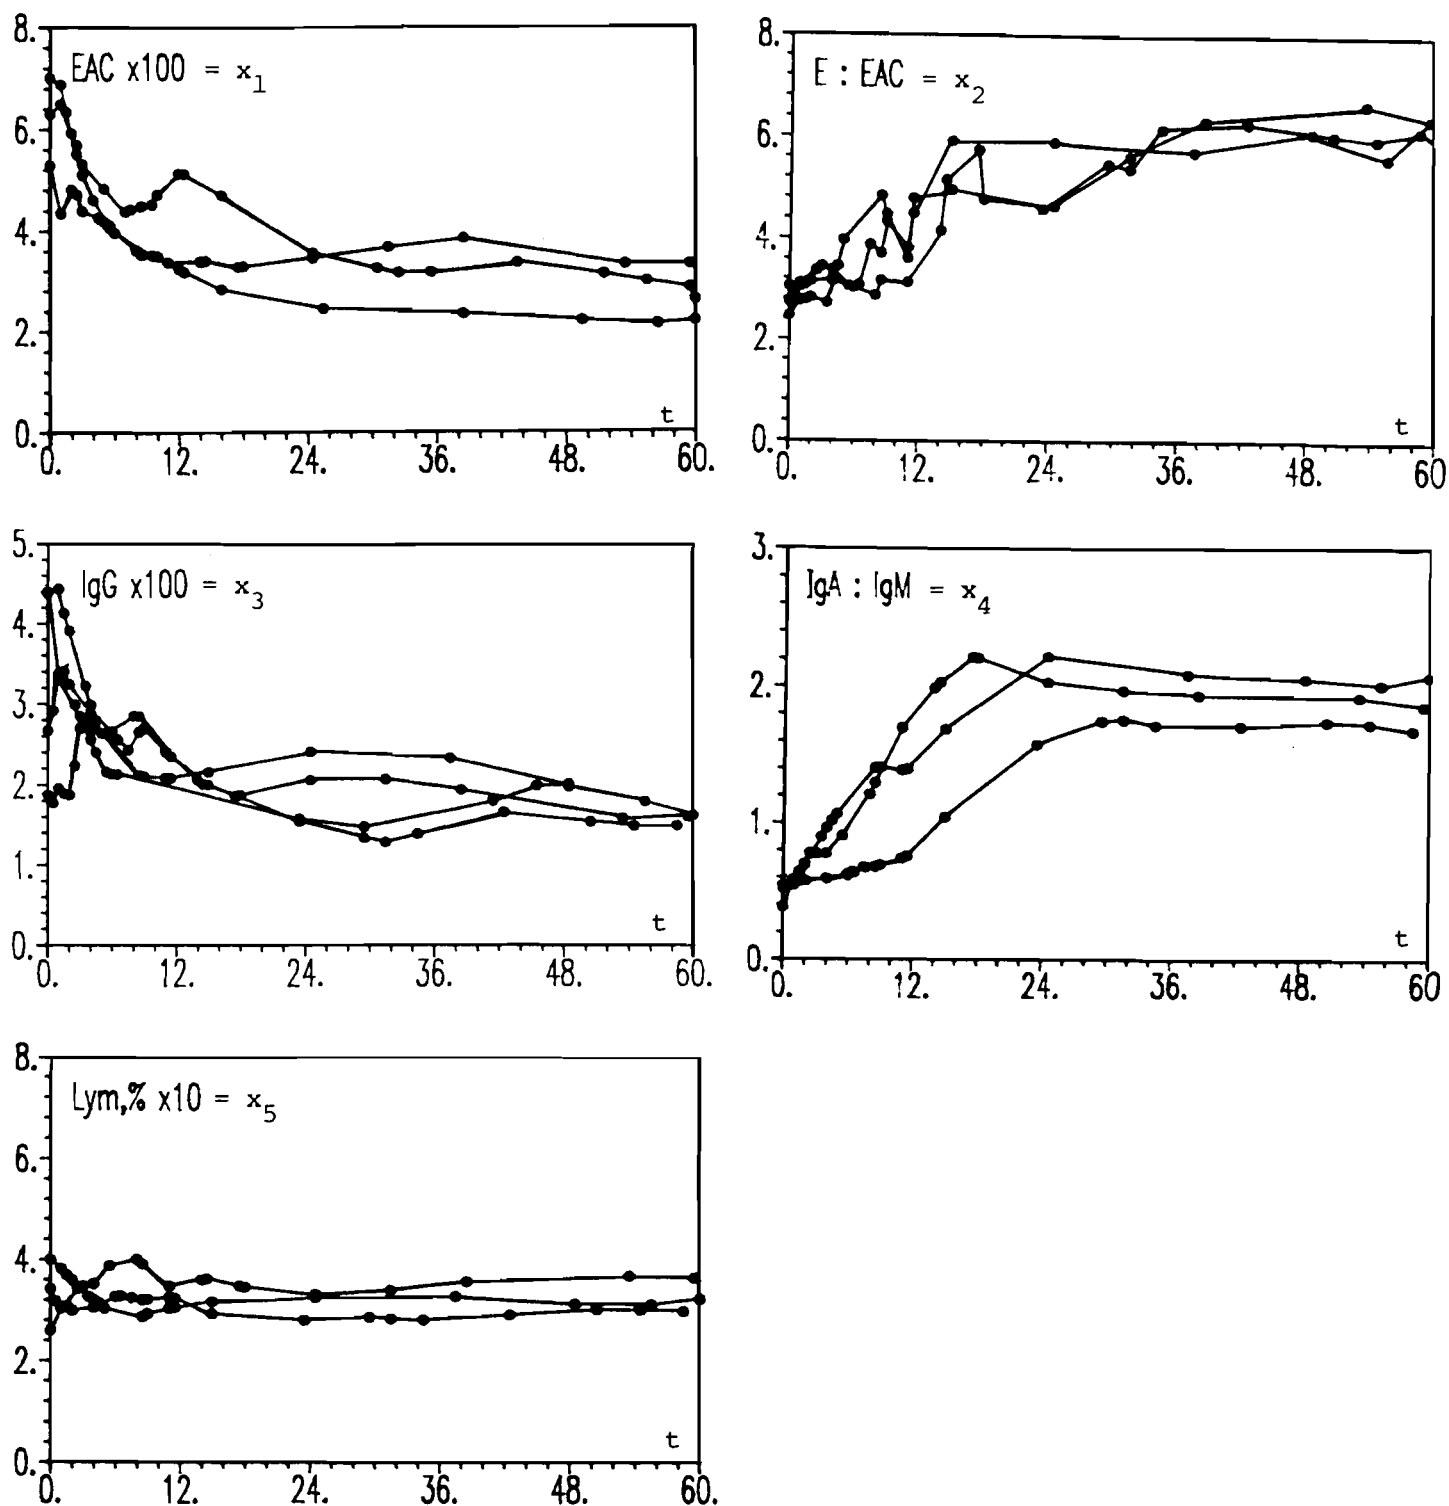 8.
6.
4.
2.
0.
EAC x100 = x1
t
0. 12. 24. 36. 48. 60.
8.
6.
4.
2.
0.
E : EAC = x2
t
0. 12. 24. 36. 48. 60
5.
4.
3.
2.
1.
0.
IgG x100 = x3
t
0. 12. 24. 36. 48. 60.
3.
2.
1.
0.
IgA : IgM = x4
t
0. 12. 24. 36. 48. 60
8.
6.
4.
2.
0.
Lym,% x10 = x5
t
0. 12. 24. 36. 48. 60.